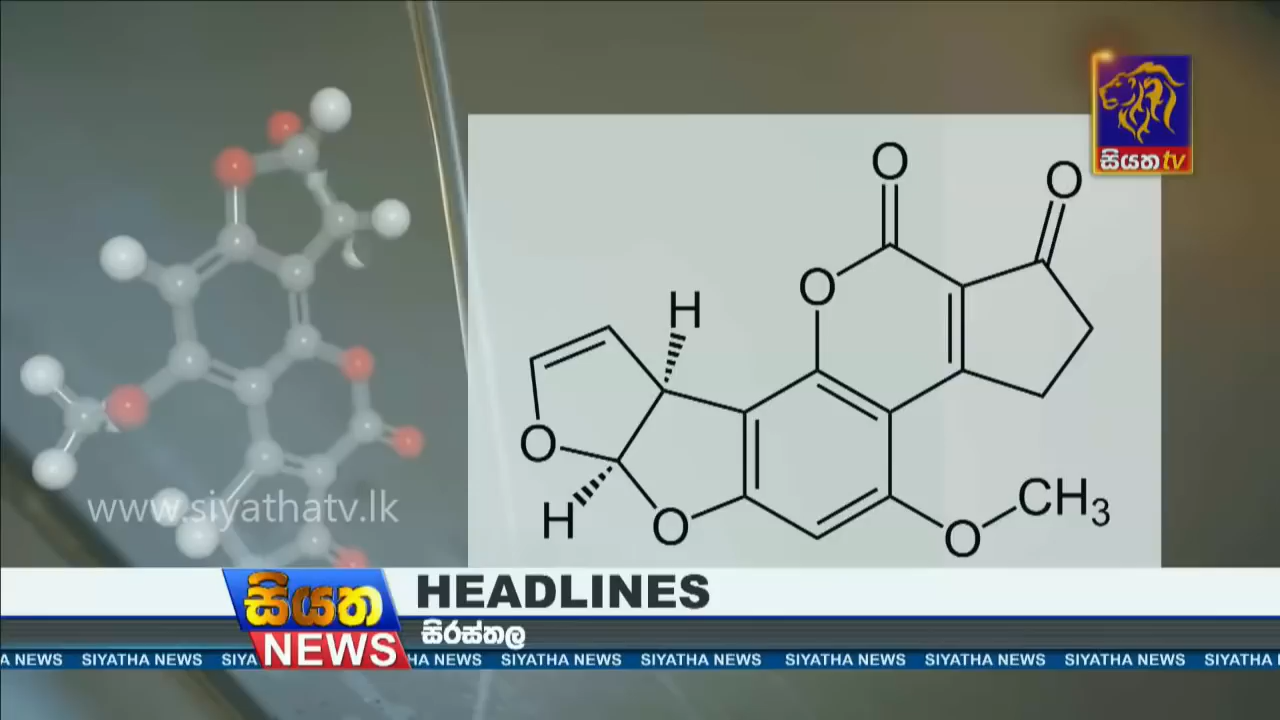 සියත tv
O
O
O
H
O
H
O
O
CH3
www.siyathatv.lk
සියත
NEWS
HEADLINES
සිරස්තල
A NEWS SIYATHA NEWS SIYA HA NEWS SIYATHA NEWS SIYATHA NEWS SIYATHA NEWS SIYATHA NEWS SIYATHA NEWS SIYATHA N